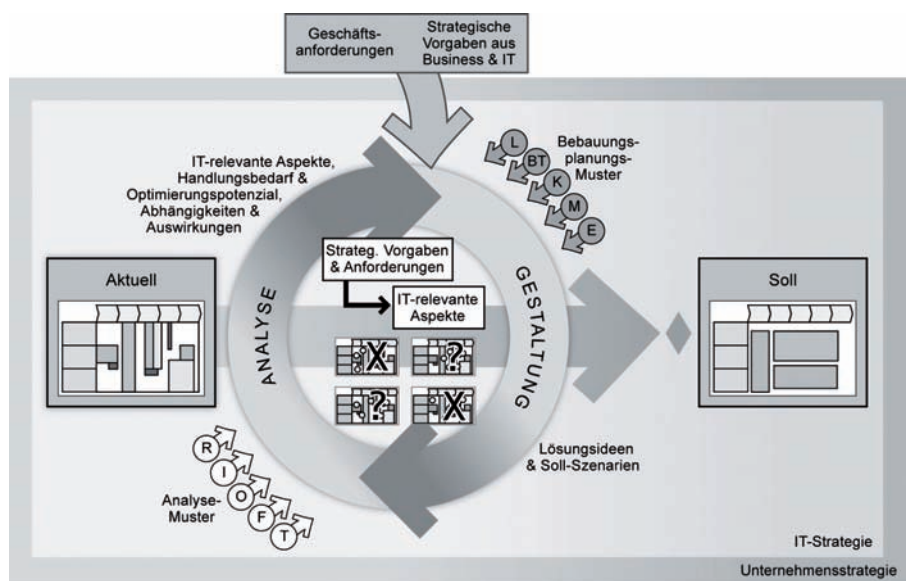 Geschäfts-
anforderungen
Strategische
Vorgaben aus
Business & IT
IT-relevante Aspekte,
Handlungsbedarf &
Optimierungspotenzial,
Abhängigkeiten &
Auswirkungen
L
BT
K
M
E
Bebauungs-
planungs-
Muster
Strateg. Vorgaben
& Anforderungen
IT-relevante
Aspekte
Aktuell
ANALYSE
GESTALTUNG
Soll
X
?
?
X
R
I
O
F
T
Analyse-
Muster
Lösungsideen
& Soll-Szenarien
IT-Strategie
Unternehmensstrategie